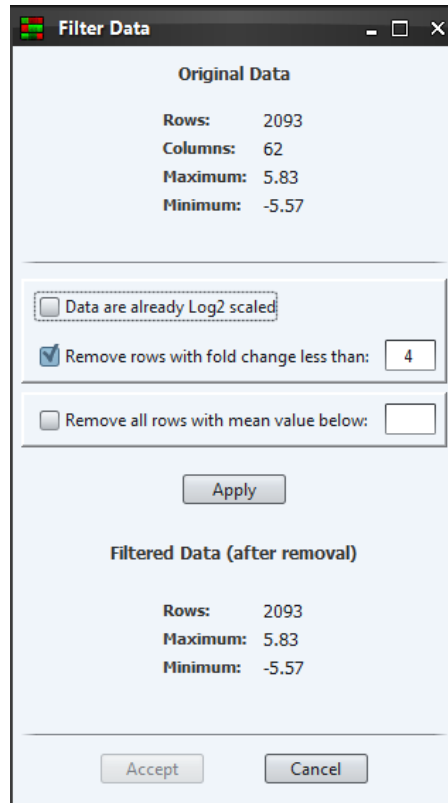 Filter Data
Original Data
Rows: 2093
Columns: 62
Maximum: 5.83
Minimum: -5.57
Data are already Log2 scaled
Remove rows with fold change less than: 4
Remove all rows with mean value below:
Apply
Filtered Data (after removal)
Rows: 2093
Maximum: 5.83
Minimum: -5.57
Accept Cancel